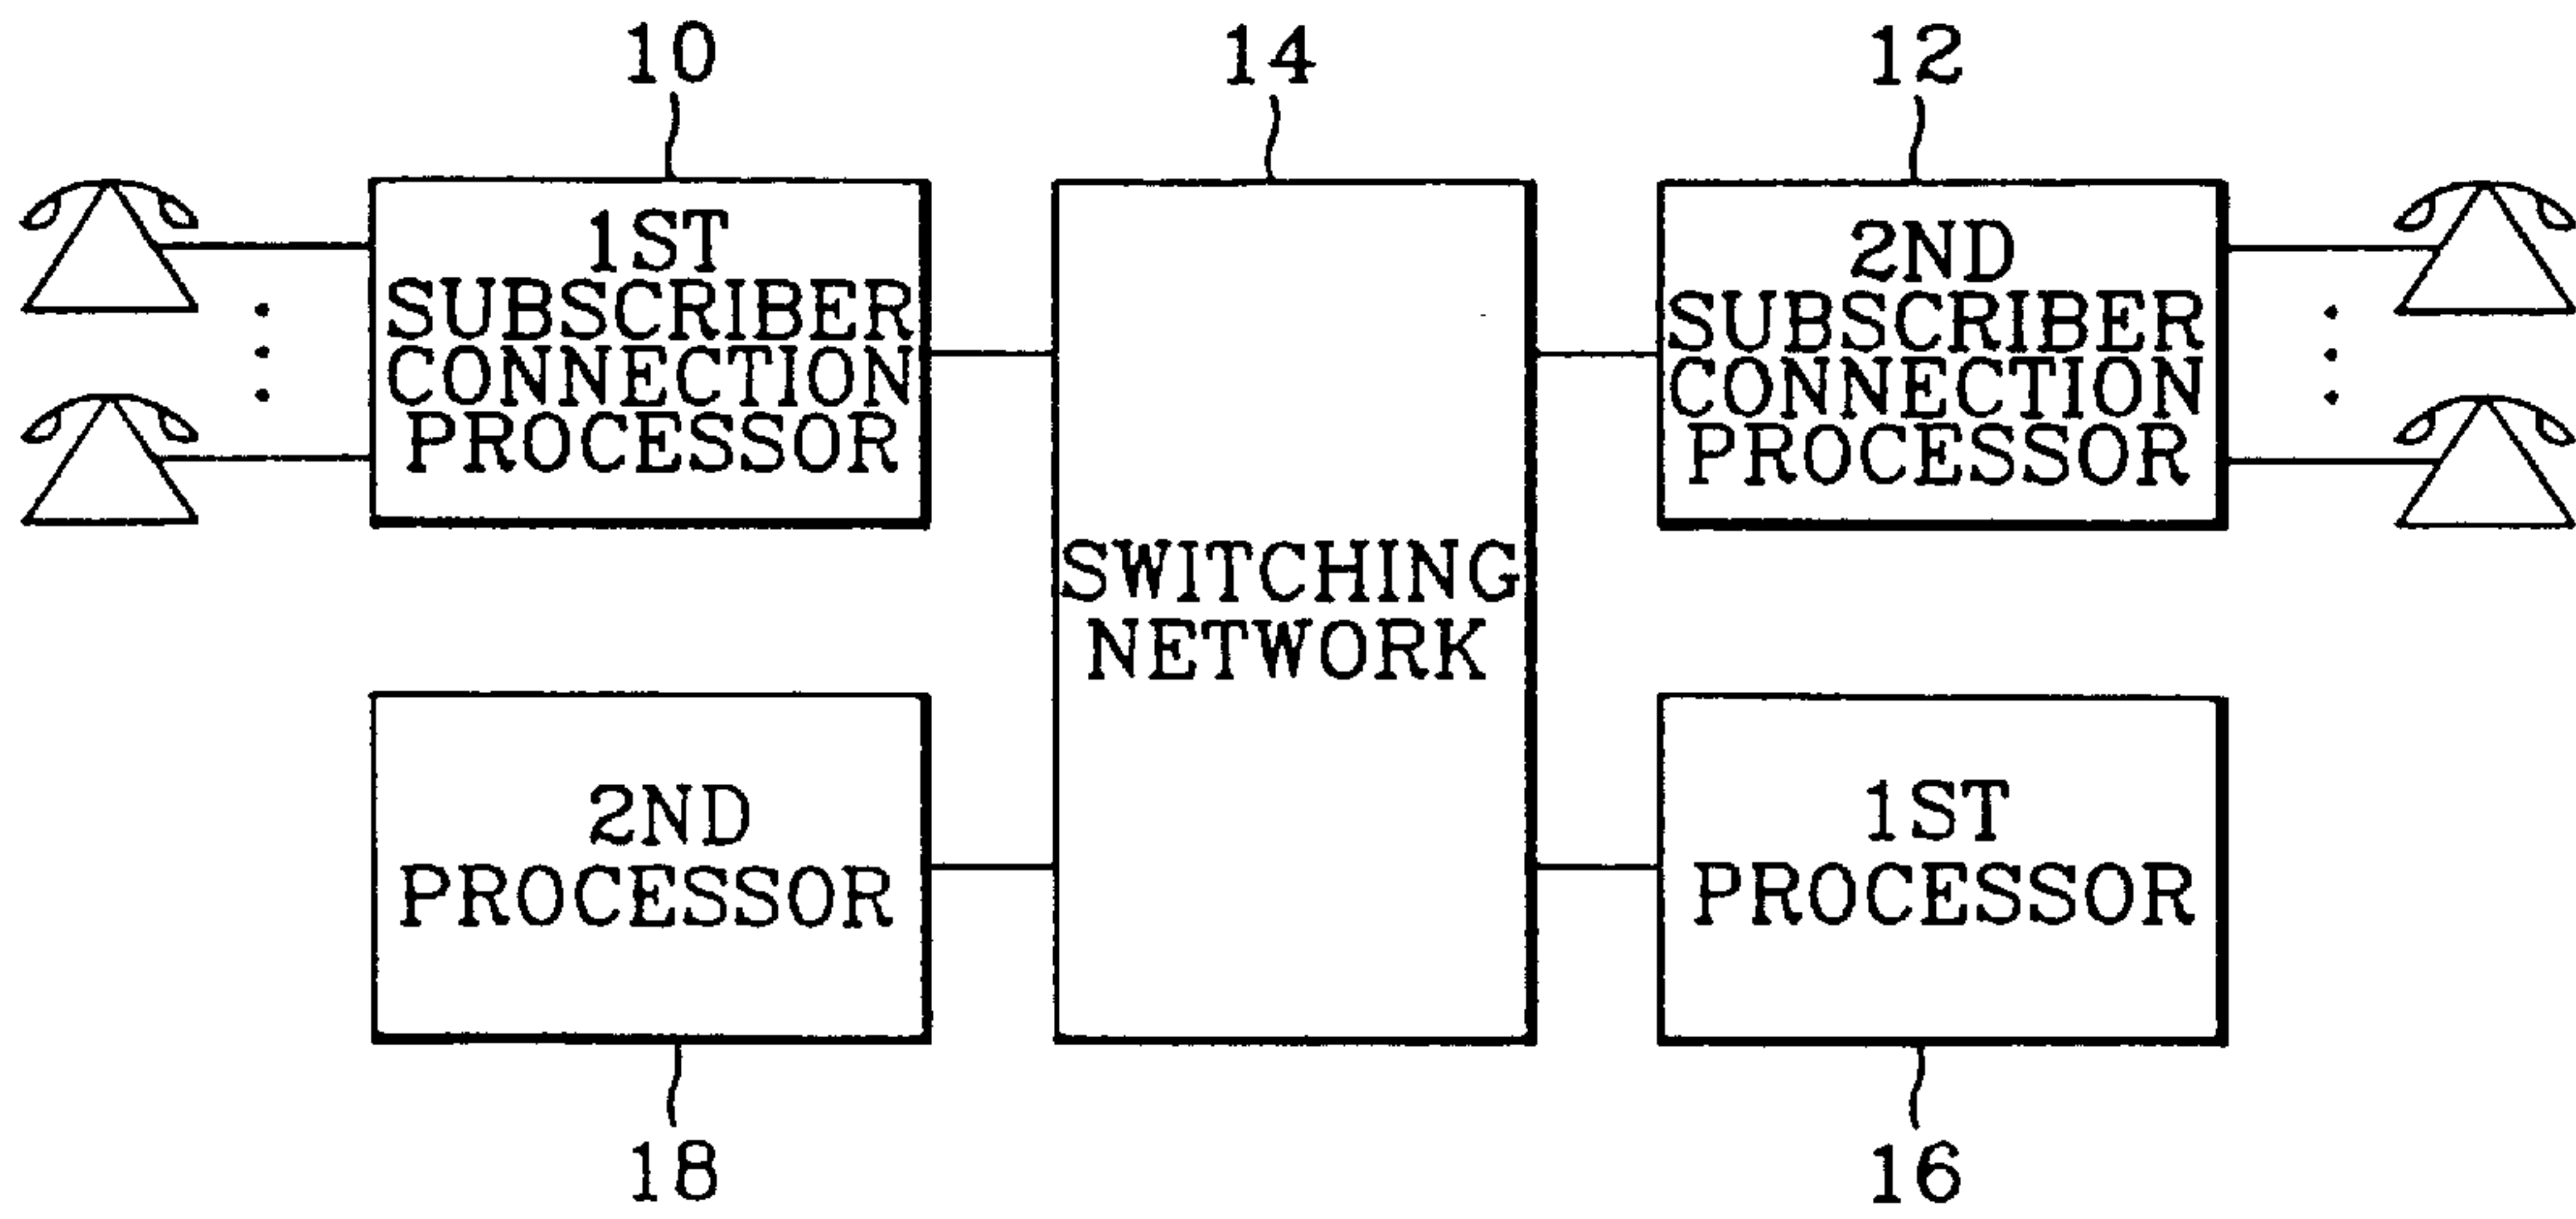 10
14
12
1ST
SUBSCRIBER
CONNECTION
PROCESSOR
SWITCHING
NETWORK
2ND
SUBSCRIBER
CONNECTION
PROCESSOR
2ND
PROCESSOR
1ST
PROCESSOR
18
16